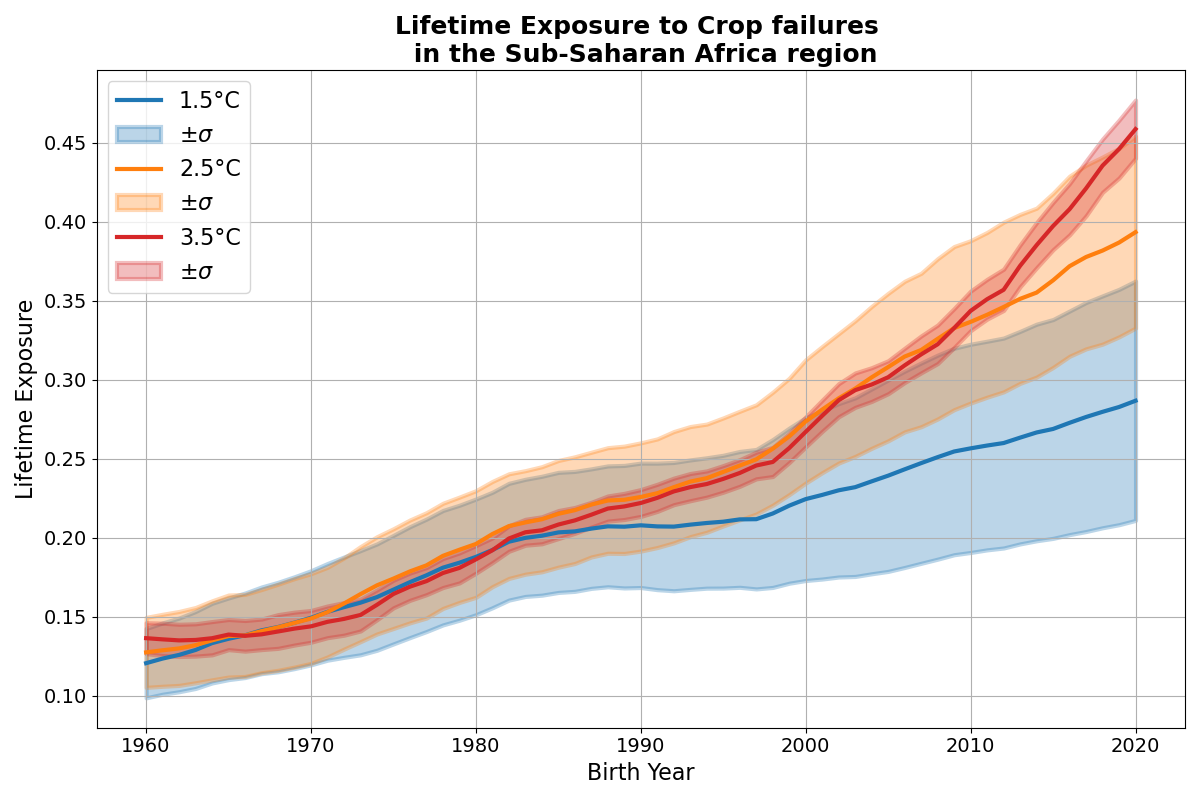 Lifetime Exposure to Crop failures
in the Sub-Saharan Africa region
1.5°C
±σ
2.5°C
±σ
3.5°C
±σ
Lifetime Exposure
0.45
0.40
0.35
0.30
0.25
0.20
0.15
0.10
1960 1970 1980 1990 2000 2010 2020
Birth Year